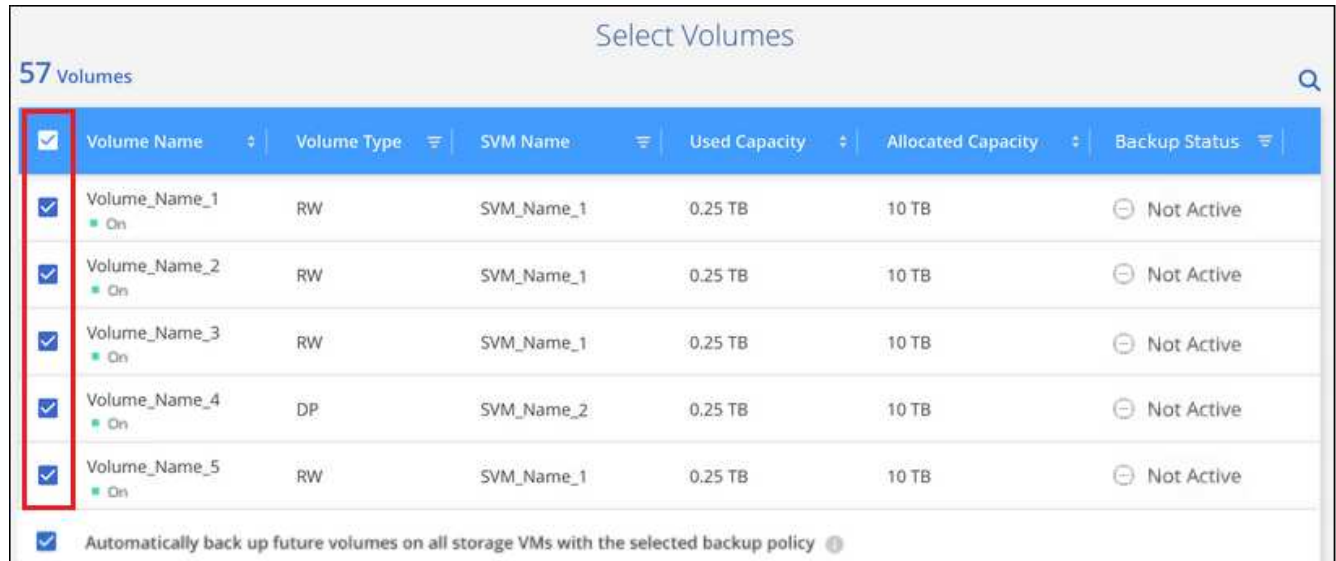 Select Volumes
57 Volumes
Volume Name Volume Type SVM Name Used Capacity Allocated Capacity Backup Status
Volume_Name_1 RW SVM_Name_1 0.25 TB 10 TB Not Active
On
Volume_Name_2 RW SVM_Name_1 0.25 TB 10 TB Not Active
On
Volume_Name_3 RW SVM_Name_1 0.25 TB 10 TB Not Active
On
Volume_Name_4 DP SVM_Name_2 0.25 TB 10 TB Not Active
On
Volume_Name_5 RW SVM_Name_1 0.25 TB 10 TB Not Active
On
Automatically back up future volumes on all storage VMs with the selected backup policy